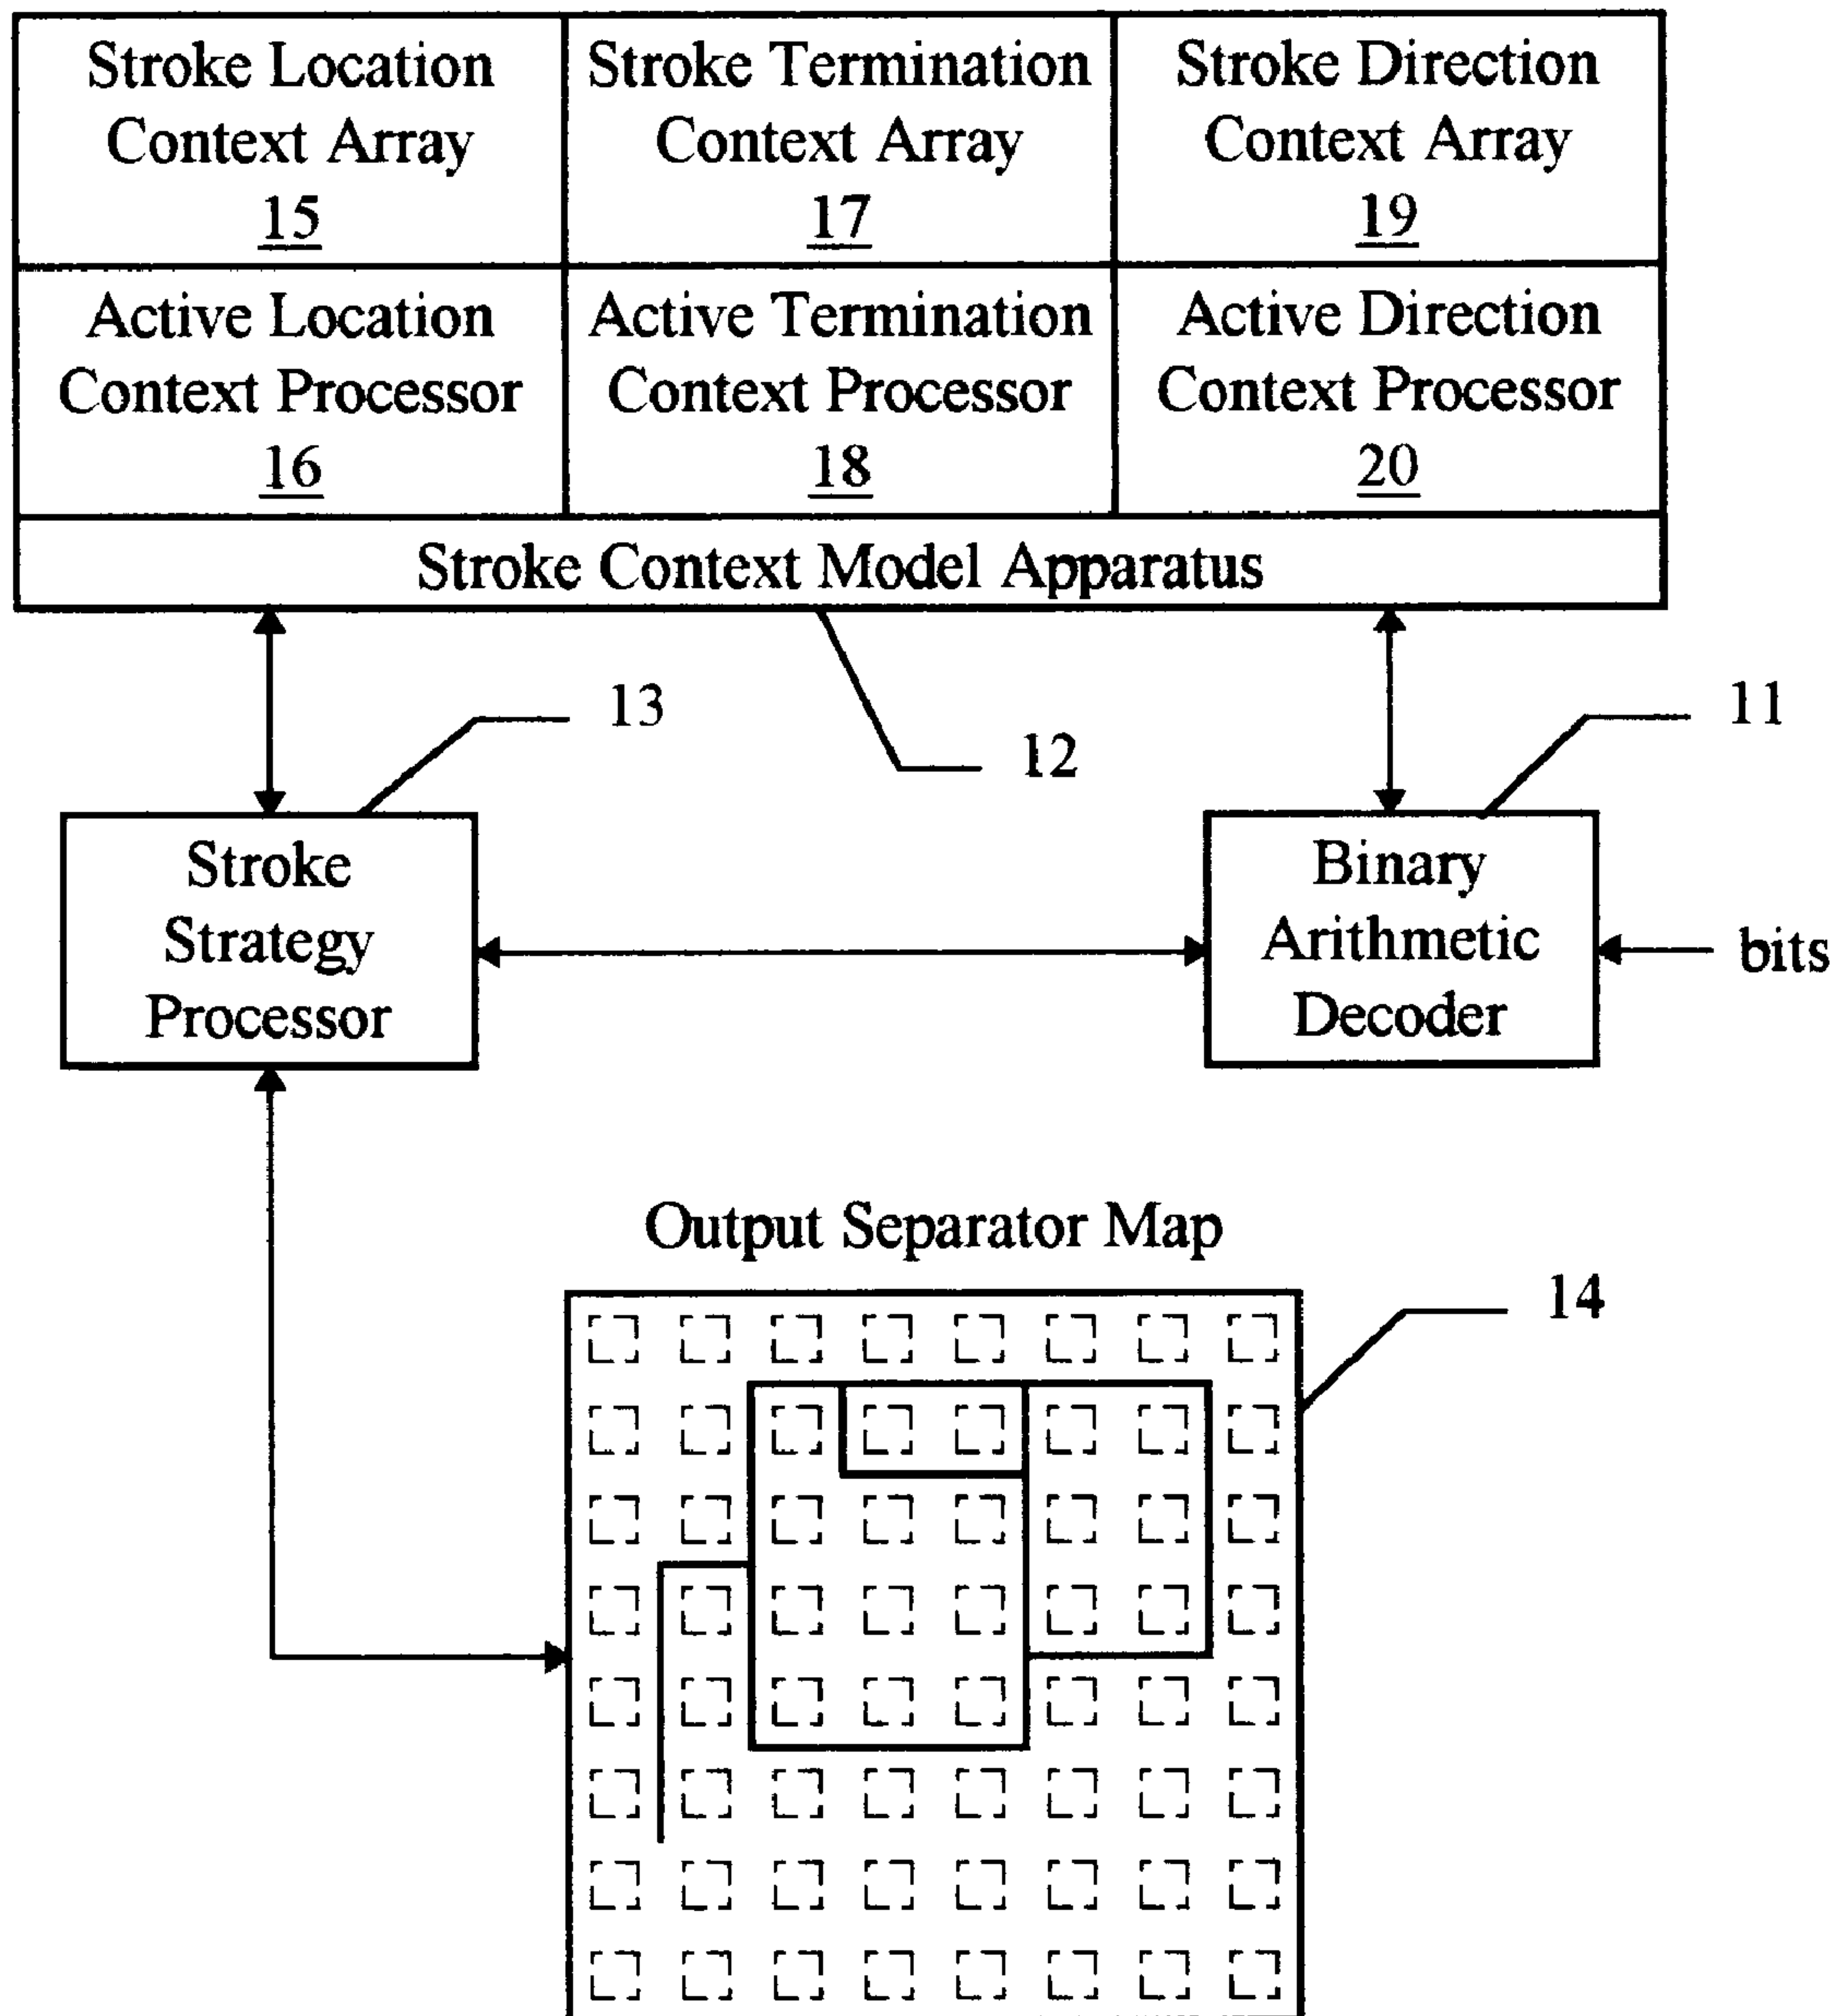 Stroke Location
Context Array
15
Stroke Termination
Context Array
17
Stroke Direction
Context Array
19
Active Location
Context Processor
16
Active Termination
Context Processor
18
Active Direction
Context Processor
20
Stroke Context Model Apparatus
13
12
11
Stroke
Strategy
Processor
Binary
Arithmetic
Decoder
bits
Output Separator Map
14